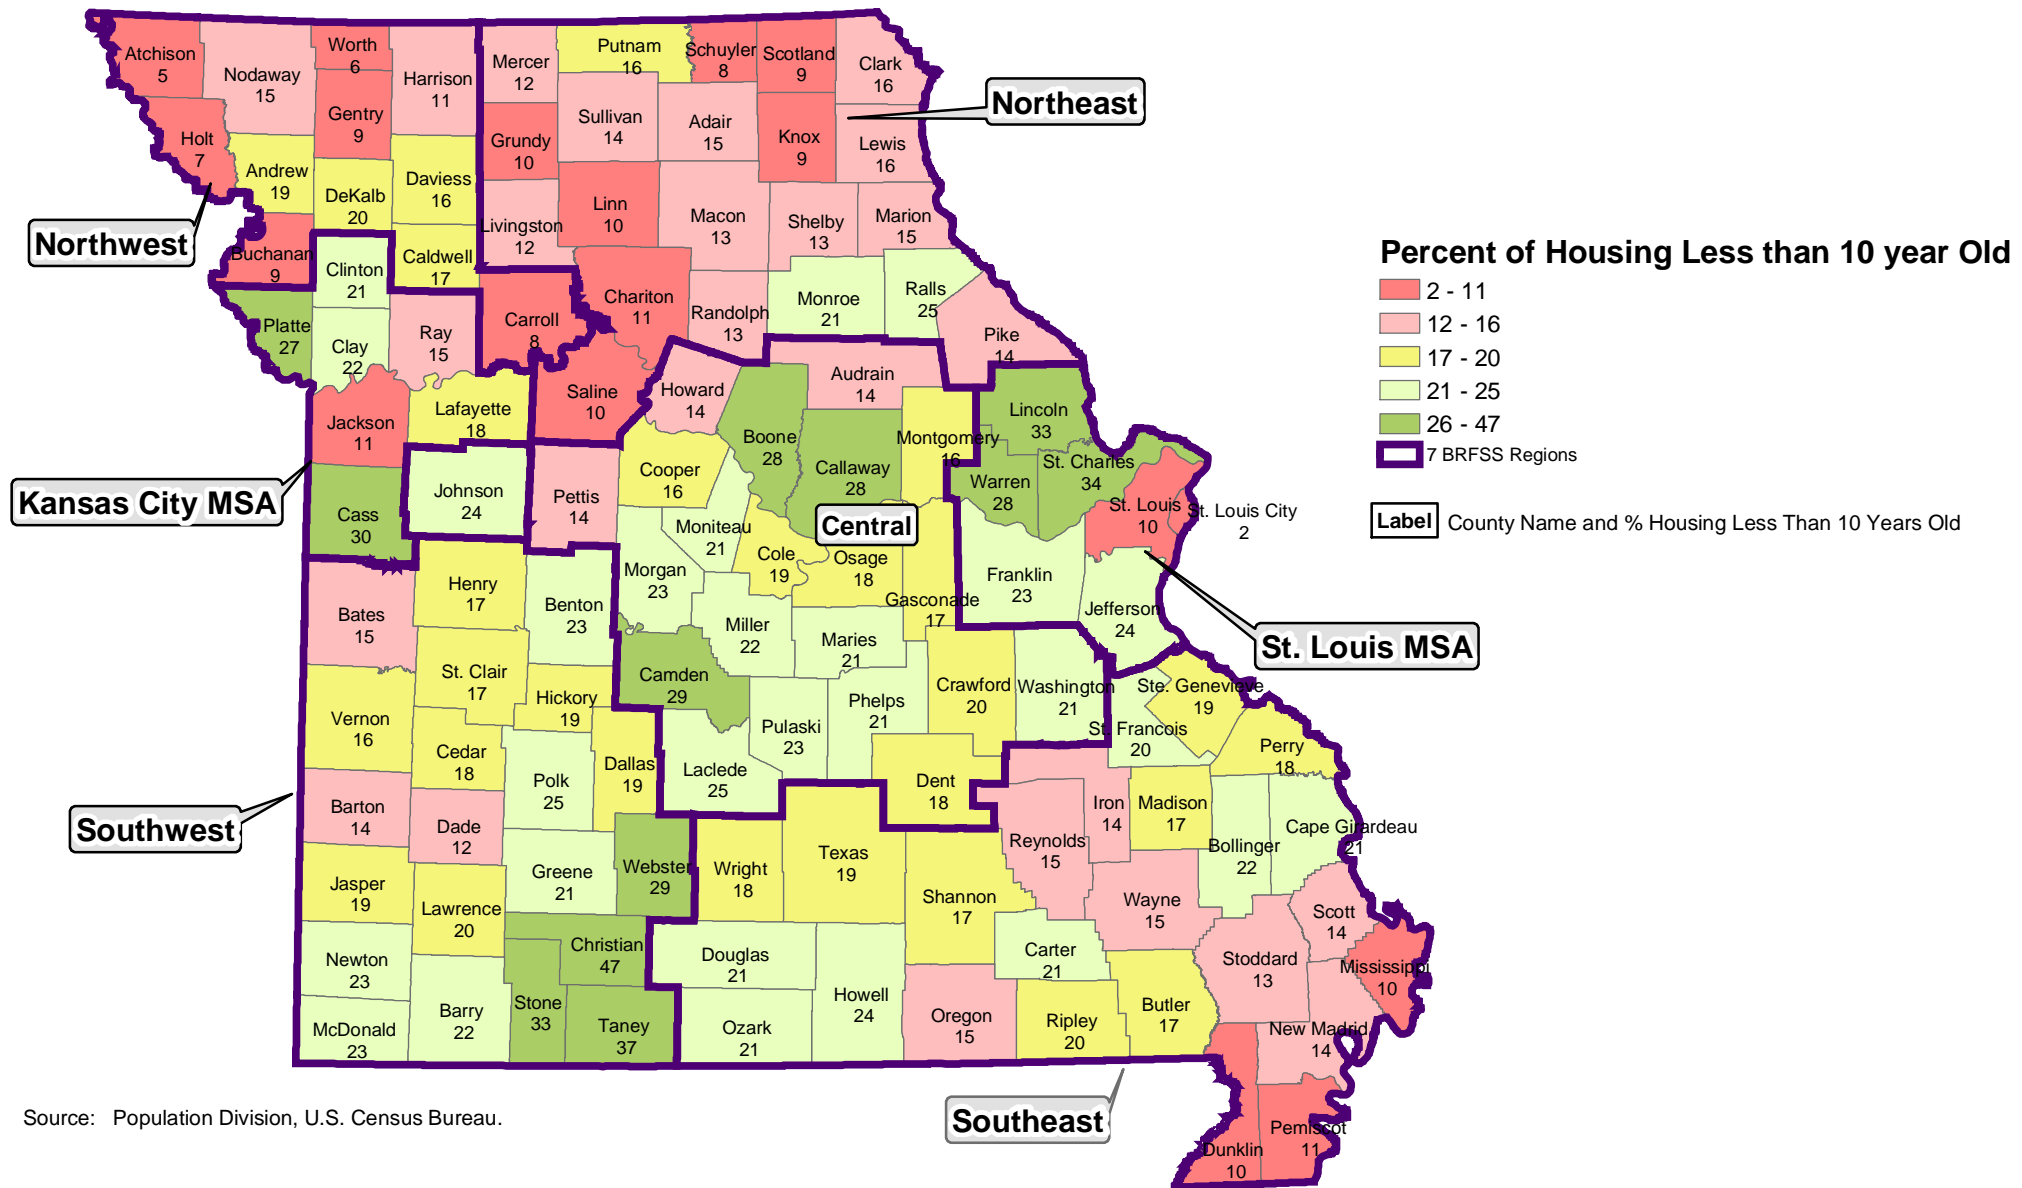 Atchison
5
Nodaway
15
Worth
6
Harrison
11
Mercer
12
Putnam
16
Schuyler
8
Scotland
9
Clark
16
Northeast
Holt
7
Gentry
9
Grundy
10
Sullivan
14
Adair
15
Knox
9
Lewis
16
Andrew
19
DeKalb
20
Daviess
16
Livingston
12
Linn
10
Macon
13
Shelby
13
Marion
15
Northwest
Buchanan
9
Clinton
21
Caldwell
17
Carroll
8
Chariton
11
Randolph
13
Monroe
21
Ralls
25
Pike
14
Platte
27
Clay
22
Ray
15
Percent of Housing Less than 10 year Old
2 - 11
12 - 16
17 - 20
21 - 25
26 - 47
7 BRFSS Regions
Label
County Name and % Housing Less Than 10 Years Old
Jackson
11
Lafayette
18
Saline
10
Howard
14
Audrain
14
Boone
28
Callaway
28
Montgomery
16
Lincoln
33
Warren
28
St. Charles
34
St. Louis
10
St. Louis City
2
Kansas City MSA
Cass
30
Johnson
24
Pettis
14
Cooper
16
Moniteau
21
Central
Cole
19
Osage
18
Gasconade
17
Franklin
23
Jefferson
24
St. Louis MSA
Bates
15
Henry
17
Benton
23
Morgan
23
Miller
22
Maries
21
Camden
29
St. Clair
17
Hickory
19
Vernon
16
Cedar
18
Polk
25
Dallas
19
Laclede
25
Pulaski
23
Phelps
21
Crawford
20
Washington
21
Ste. Genevieve
19
St. Francois
20
Perry
18
Dent
18
Southwest
Barton
14
Dade
12
Greene
21
Webster
29
Wright
18
Texas
19
Shannon
17
Reynolds
15
Iron
14
Madison
17
Bollinger
22
Cape Girardeau
21
Jasper
19
Lawrence
20
Christian
47
Wayne
15
Scott
14
Newton
23
Barry
22
Stone
33
Taney
37
Douglas
21
Howell
24
Carter
21
Stoddard
13
Mississippi
10
McDonald
23
Ozark
21
Oregon
15
Ripley
20
Butler
17
New Madrid
14
Southeast
Pemiscot
11
Dunklin
10
Source: Population Division, U.S. Census Bureau.